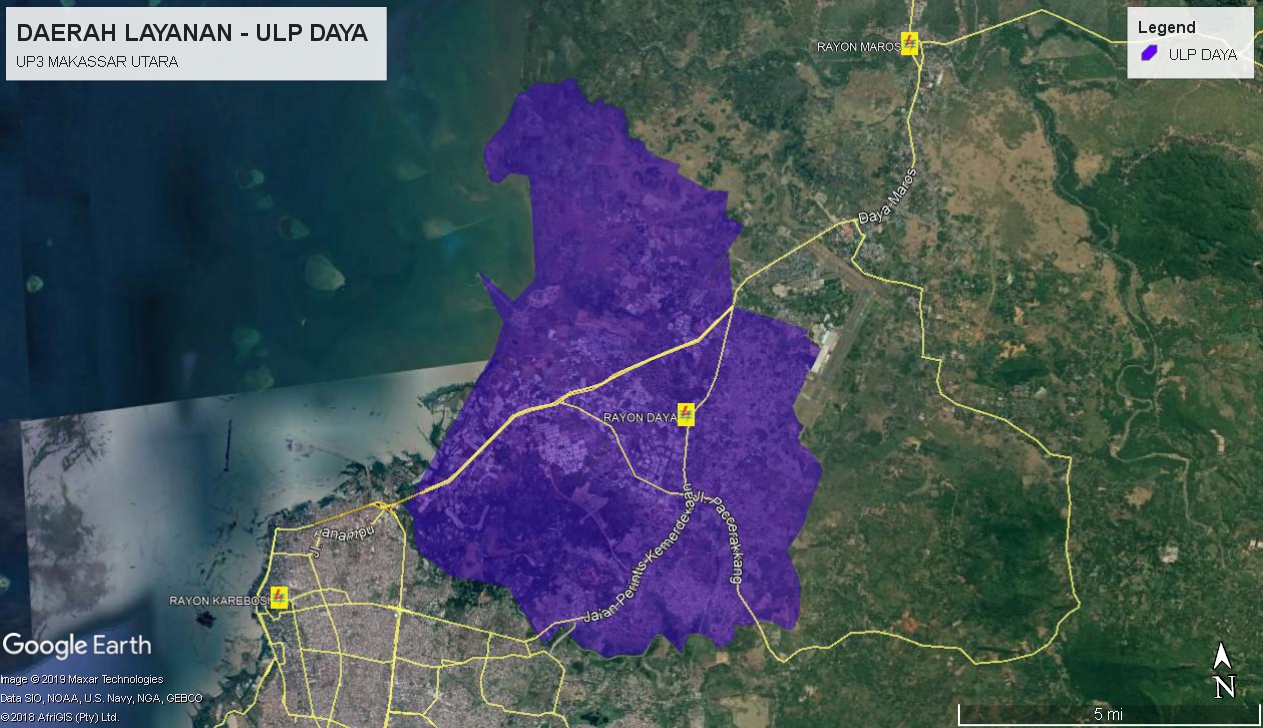 DAERAH LAYANAN - ULP DAYA
UP3 MAKASSAR UTARA
Legend
ULP DAYA
RAYON MAROS
Daya Maros
RAYON DAYA
Jl. Paccerakkang
Jalan Perintis Kemerdekaan
RAYON KAREBOSI
Google Earth
Image © 2019 Maxar Technologies
Data SIO, NOAA, U.S. Navy, NGA, GEBCO
© 2018 AfriGIS (Pty) Ltd.
N
5 mi